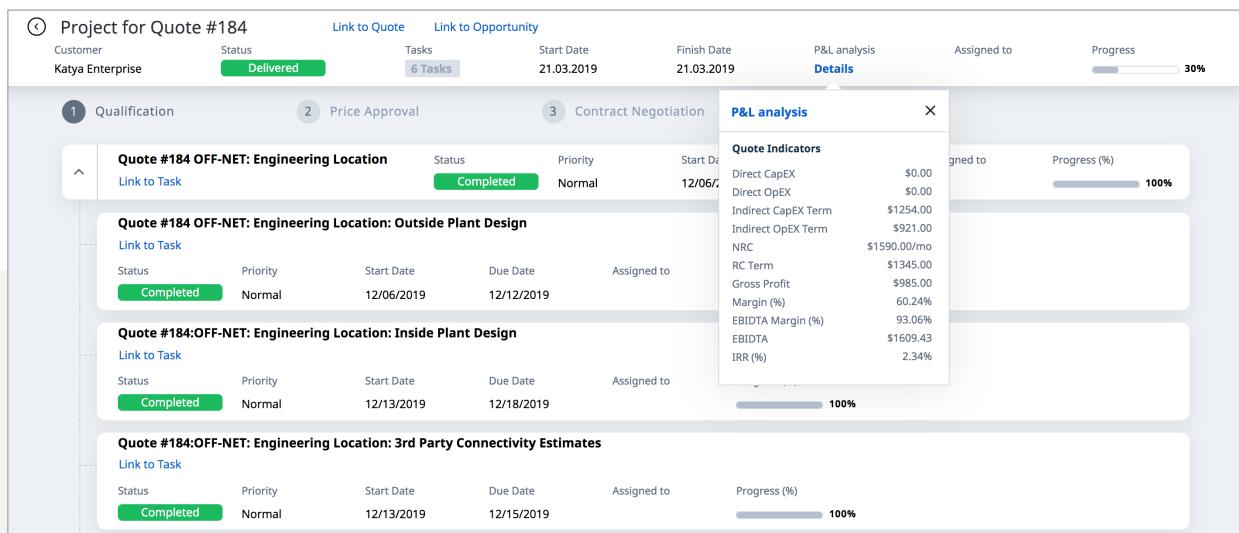 Project for Quote #184 Link to Quote Link to Opportunity
Customer Status Tasks Start Date Finish Date P&L analysis Assigned to Progress
Katya Enterprise Delivered 6 Tasks 21.03.2019 21.03.2019 Details 30%
1 Qualification 2 Price Approval 3 Contract Negotiation
P&L analysis
Quote Indicators
Direct CapEX $0.00
Direct OpEX $0.00
Indirect CapEX Term $1254.00
Indirect OpEX Term $921.00
NRC $1590.00/mo
RC Term $1345.00
Gross Profit $985.00
Margin (%) 60.24%
EBIDTA Margin (%) 93.06%
EBIDTA $1609.43
IRR (%) 2.34%
Quote #184 OFF-NET: Engineering Location Status Priority Start to Progress (%)
Link to Task Completed Normal 100%
Quote #184 OFF-NET: Engineering Location: Outside Plant Design
Link to Task
Status Priority Start Date Due Date Assigned to
Completed Normal 12/06/2019 12/12/2019
Quote #184:OFF-NET: Engineering Location: Inside Plant Design
Link to Task
Status Priority Start Date Due Date Assigned to
Completed Normal 12/13/2019 12/18/2019 100%
Quote #184:OFF-NET: Engineering Location: 3rd Party Connectivity Estimates
Link to Task
Status Priority Start Date Due Date Assigned to Progress (%)
Completed Normal 12/13/2019 12/15/2019 100%